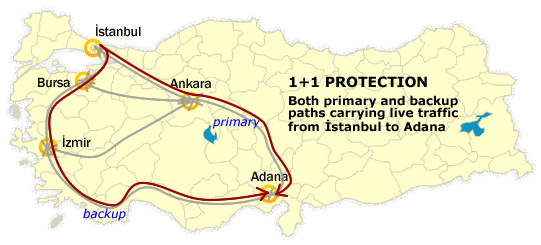 İstanbul
Bursa
Ankara
1+1 PROTECTION
Both primary and backup
paths carrying live traffic
from İstanbul to Adana
primary
İzmir
Adana
backup